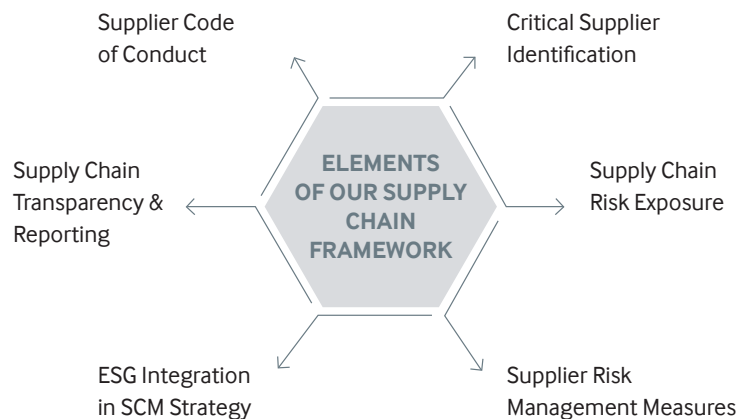 Supplier Code
of Conduct
Critical Supplier
Identification
Supply Chain
Transparency &
Reporting
ELEMENTS
OF OUR SUPPLY
CHAIN
FRAMEWORK
Supply Chain
Risk Exposure
ESG Integration
in SCM Strategy
Supplier Risk
Management Measures